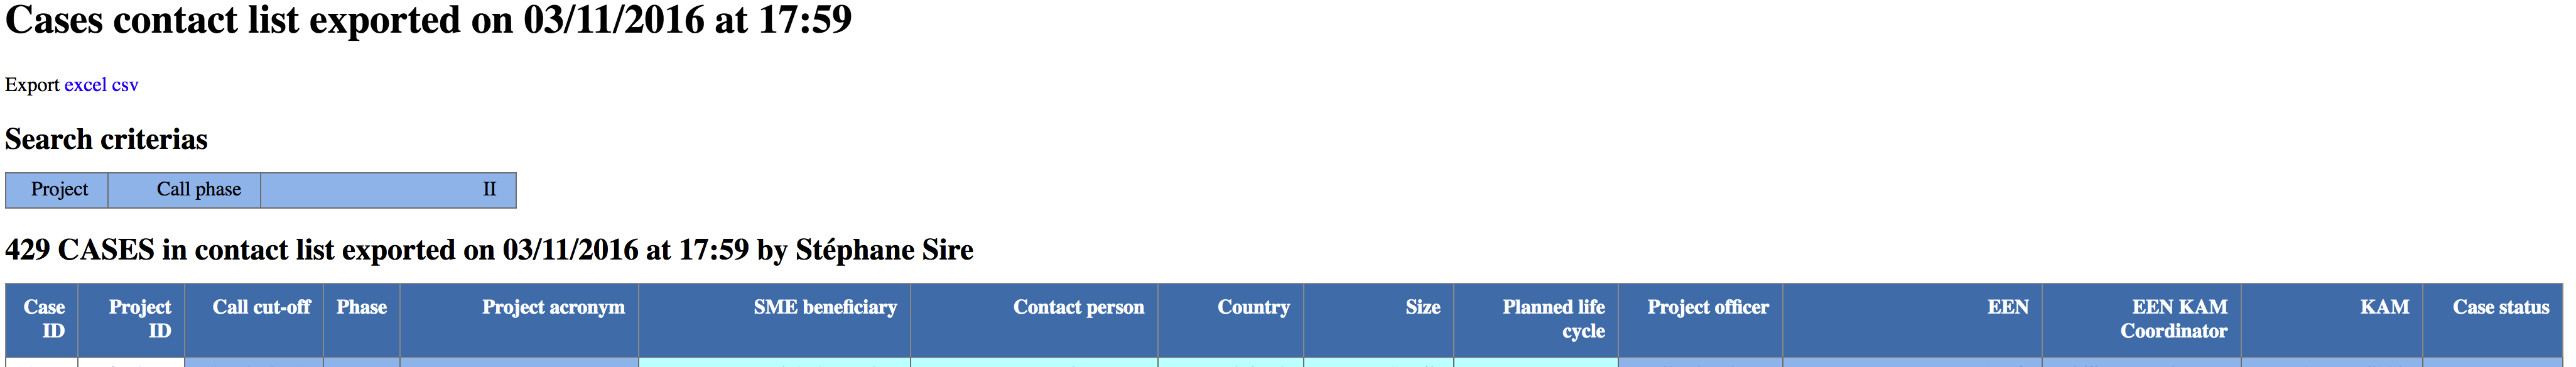 Cases contact list exported on 03/11/2016 at 17:59
Export excel csv
Search criterias
Project Call phase II
429 CASES in contact list exported on 03/11/2016 at 17:59 by Stéphane Sire
Case ID Project ID Call cut-off Phase Project acronym SME beneficiary Contact person Country Size Planned life cycle Project officer EEN EEN KAM Coordinator KAM Case status